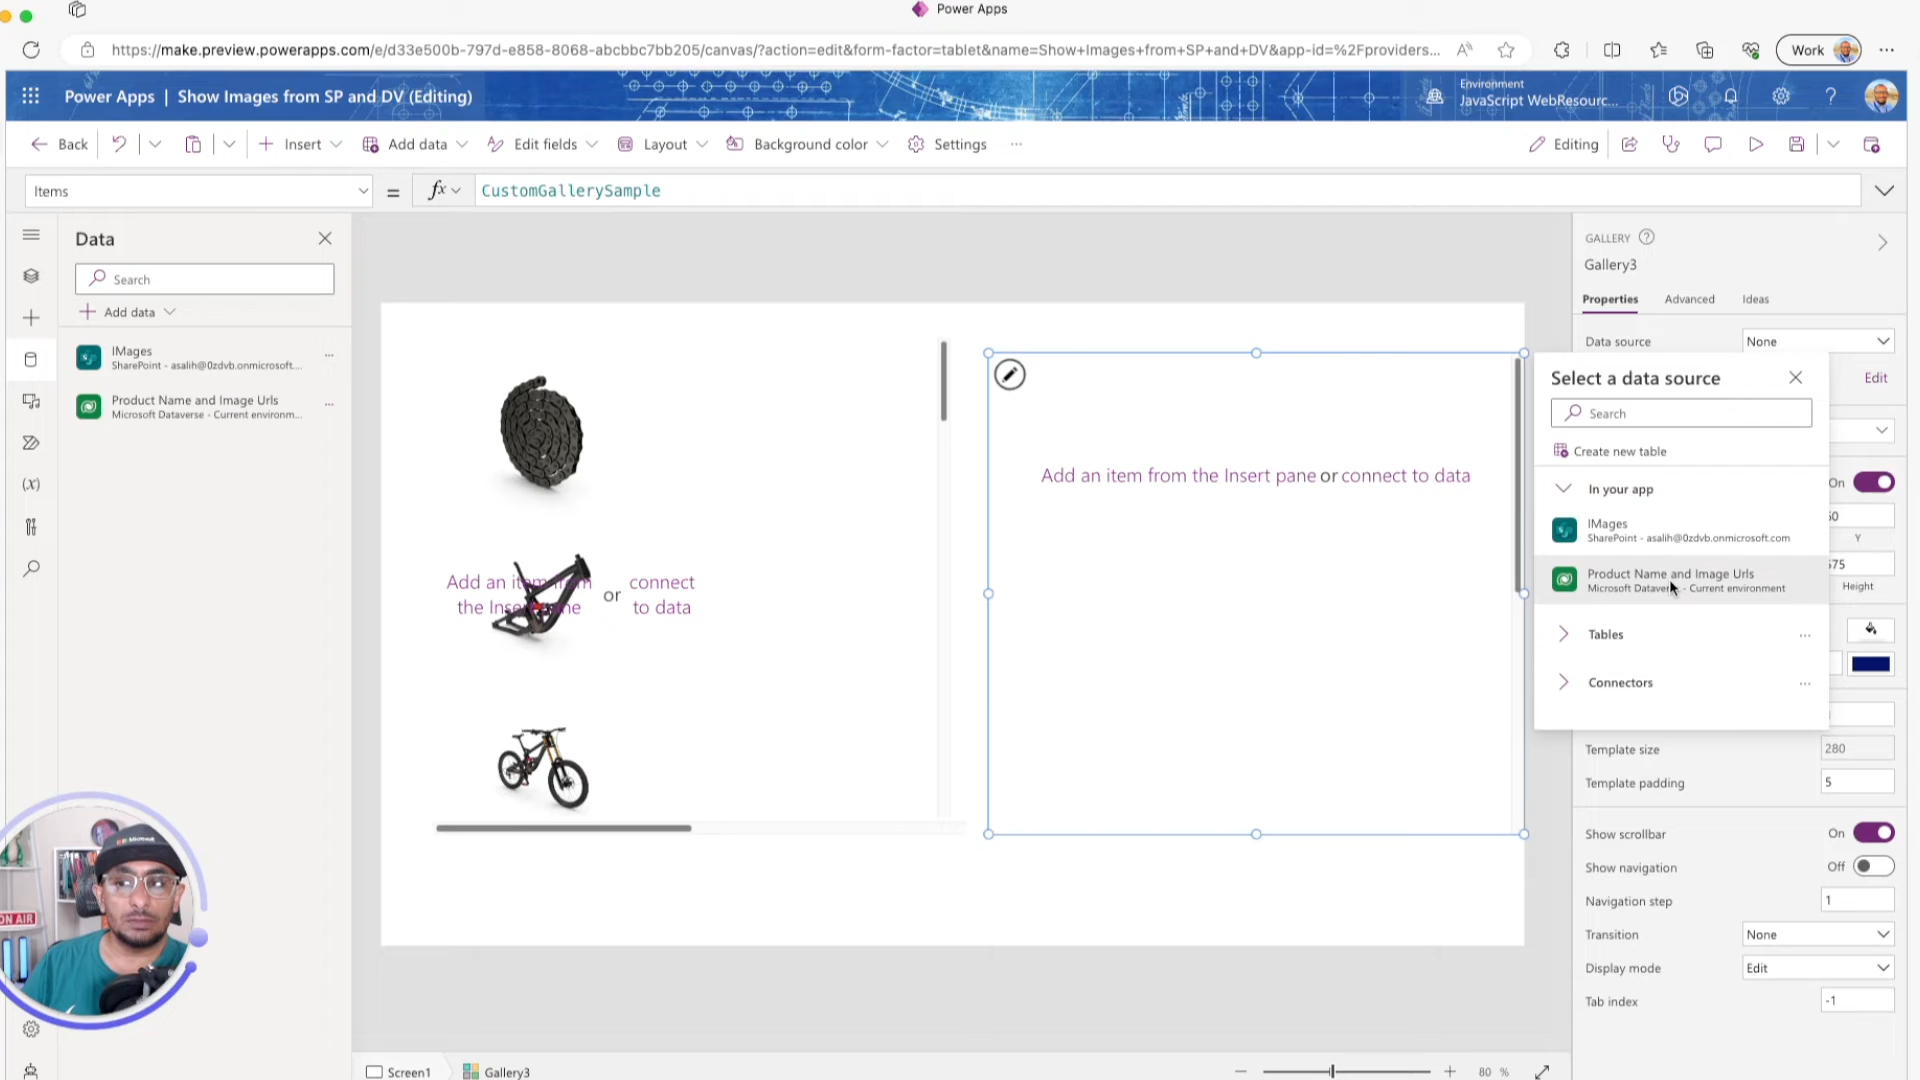 Power Apps
https://make.preview.powerapps.com/e/d33e500b-797d-e858-8068-abcbbc7bb205/canvas/?action=edit&form-factor=tablet&name=Show+Images+from+SP+and+DV&app-id=%2Fproviders...
Work
Power Apps | Show Images from SP and DV (Editing)
Environment
JavaScript WebResourc...
Back
Insert
Add data
Edit fields
Layout
Background color
Settings
Editing
Items
=
fx
CustomGallerySample
Data
Search
Add data
IMages
SharePoint - asalih@0zdvb.onmicrosoft....
Product Name and Image Urls
Microsoft Dataverse - Current environm...
Add an item from the Insert pane or connect to data
Add an item from the Insert pane or connect to data
GALLERY
Gallery3
Properties
Advanced
Ideas
Data source
None
Edit
Select a data source
Search
Create new table
In your app
IMages
SharePoint - asalih@0zdvb.onmicrosoft.com
Product Name and Image Urls
Microsoft Dataverse - Current environment
Tables
Connectors
On
Y
Height
Template size
280
Template padding
5
Show scrollbar
On
Show navigation
Off
Navigation step
1
Transition
None
Display mode
Edit
Tab index
-1
ON AIR
Screen1
Gallery3
80 %